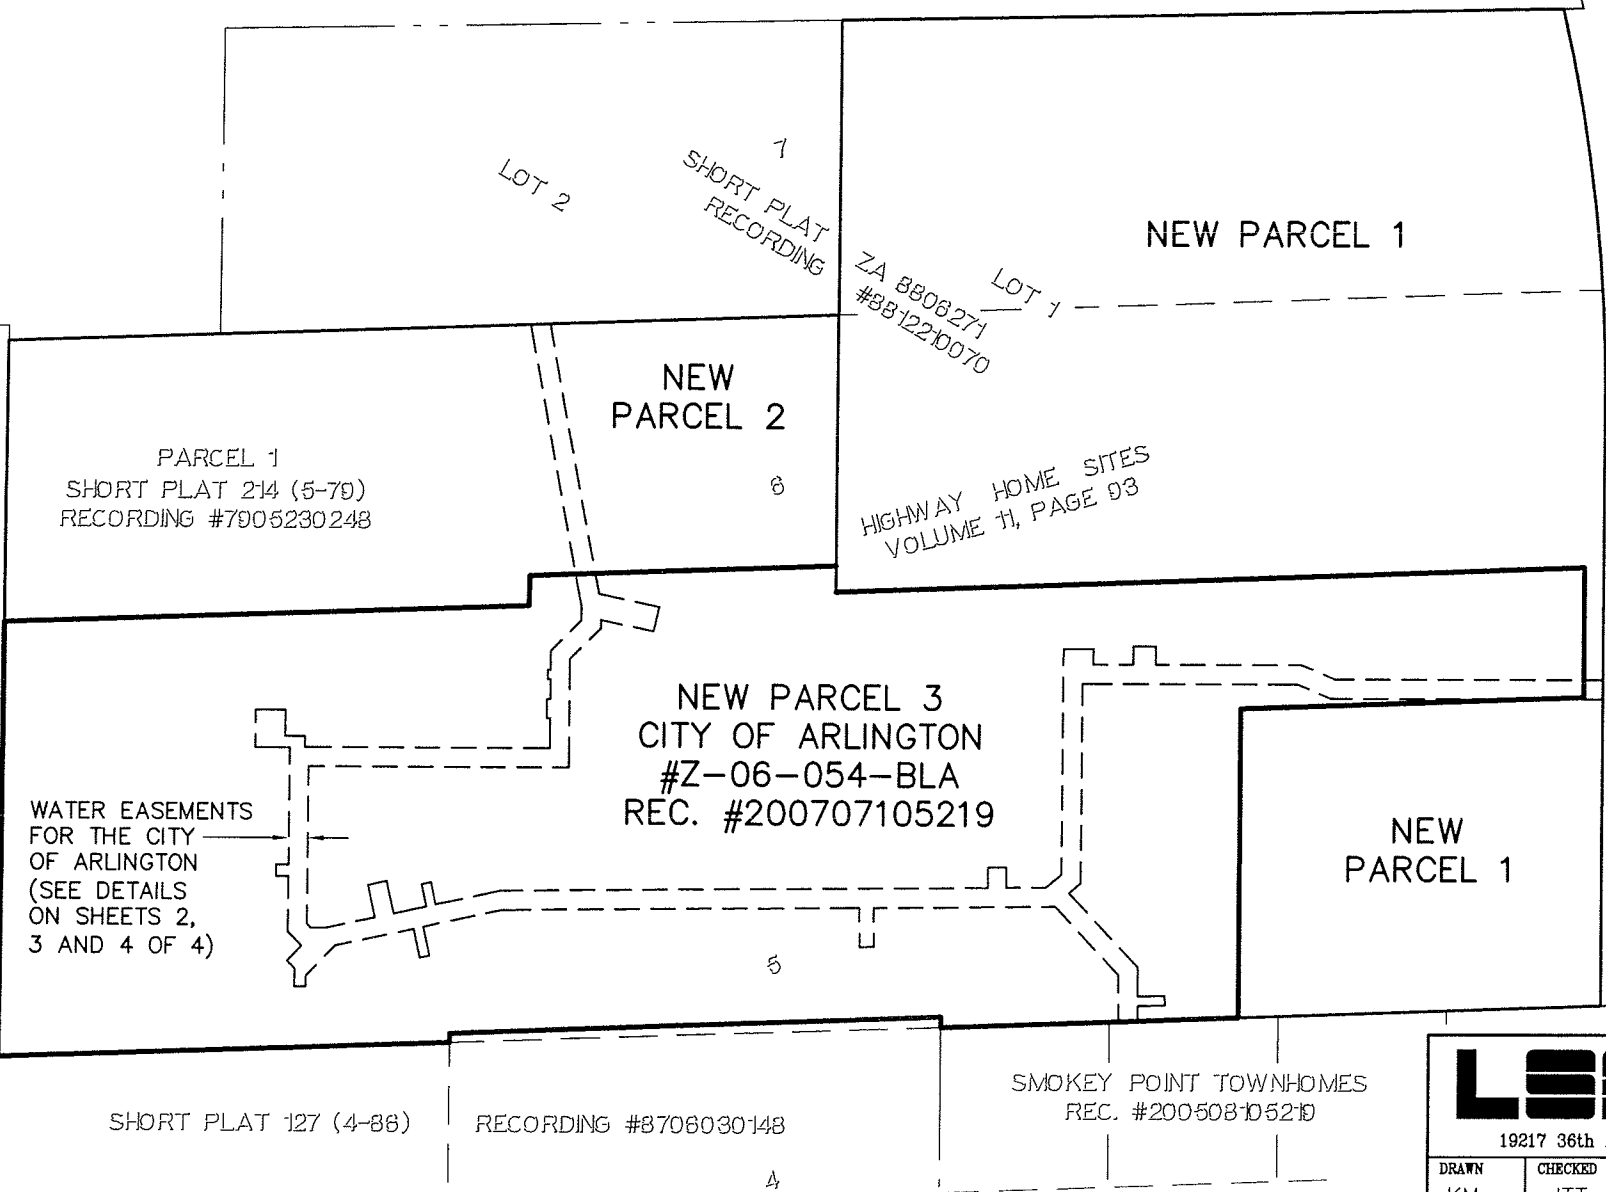 7
LOT 2
SHORT PLAT
RECORDING
ZA 8806271
#8812210070
LOT 1
NEW PARCEL 1
NEW
PARCEL 2
6
PARCEL 1
SHORT PLAT 214 (5-79)
RECORDING #7905230248
HIGHWAY HOME SITES
VOLUME 11, PAGE 93
NEW PARCEL 3
CITY OF ARLINGTON
#Z-06-054-BLA
REC. #200707105219
WATER EASEMENTS
FOR THE CITY
OF ARLINGTON
(SEE DETAILS
ON SHEETS 2,
3 AND 4 OF 4)
NEW
PARCEL 1
5
SHORT PLAT 127 (4-86)
RECORDING #8706030148
SMOKEY POINT TOWNHOMES
REC. #200508105210
4
LS
19217 36th
DRAWN
CHECKED